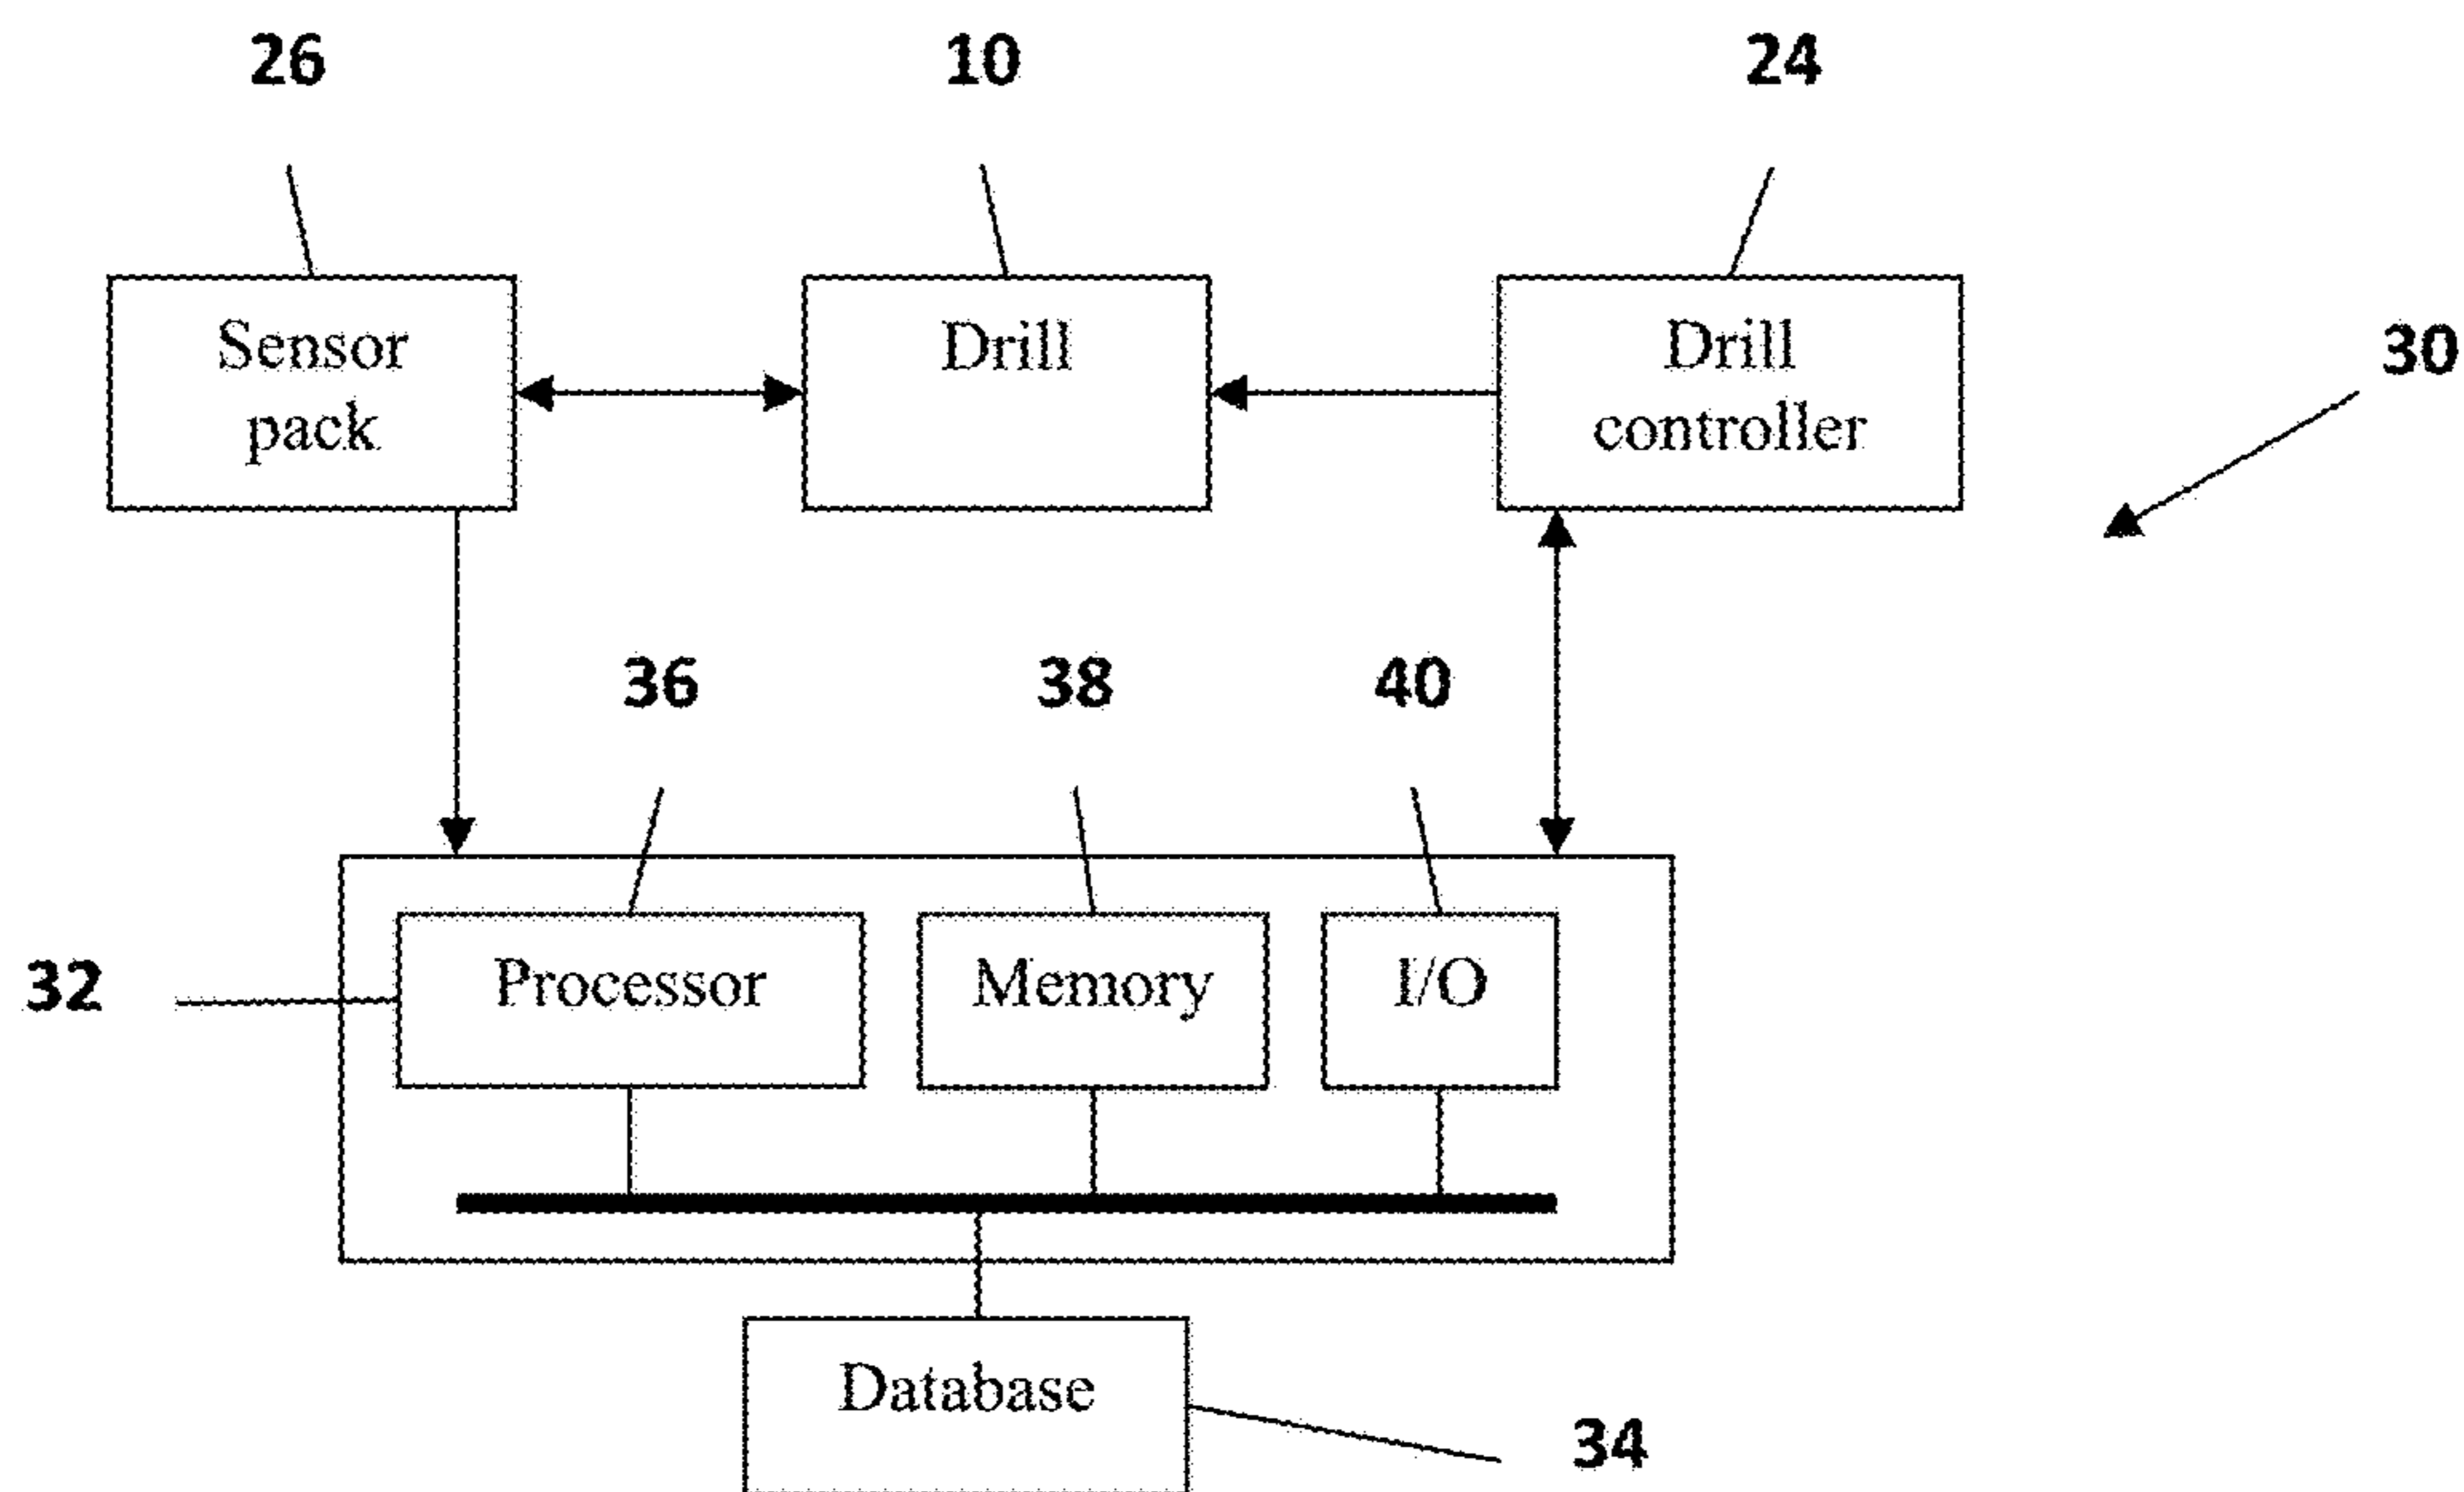 26
10
24
Sensor
pack
Drill
Drill
controller
30
36
38
40
32
Processor
Memory
I/O
Database
34